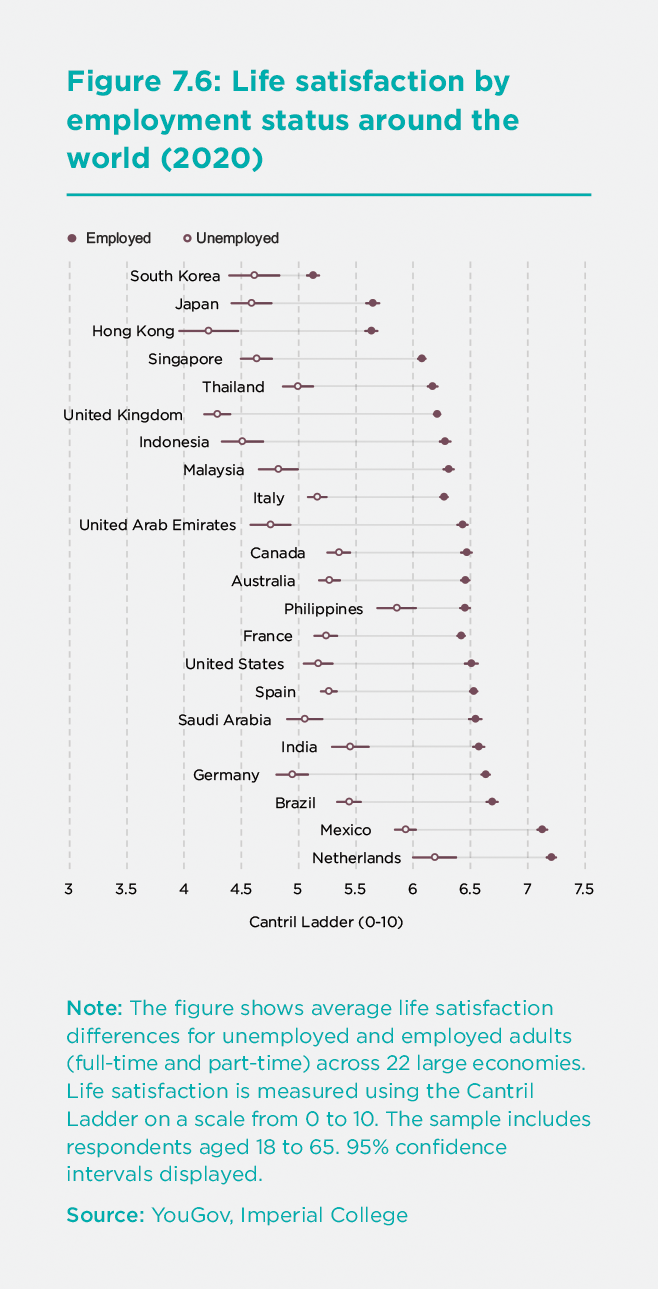 Figure 7.6: Life satisfaction by
employment status around the
world (2020)
Employed
Unemployed
South Korea
Japan
Hong Kong
Singapore
Thailand
United Kingdom
Indonesia
Malaysia
Italy
United Arab Emirates
Canada
Australia
Philippines
France
United States
Spain
Saudi Arabia
India
Germany
Brazil
Mexico
Netherlands
3 3.5 4 4.5 5 5.5 6 6.5 7 7.5
Cantril Ladder (0-10)
Note: The figure shows average life satisfaction
differences for unemployed and employed adults
(full-time and part-time) across 22 large economies.
Life satisfaction is measured using the Cantril
Ladder on a scale from 0 to 10. The sample includes
respondents aged 18 to 65. 95% confidence
intervals displayed.
Source: YouGov, Imperial College